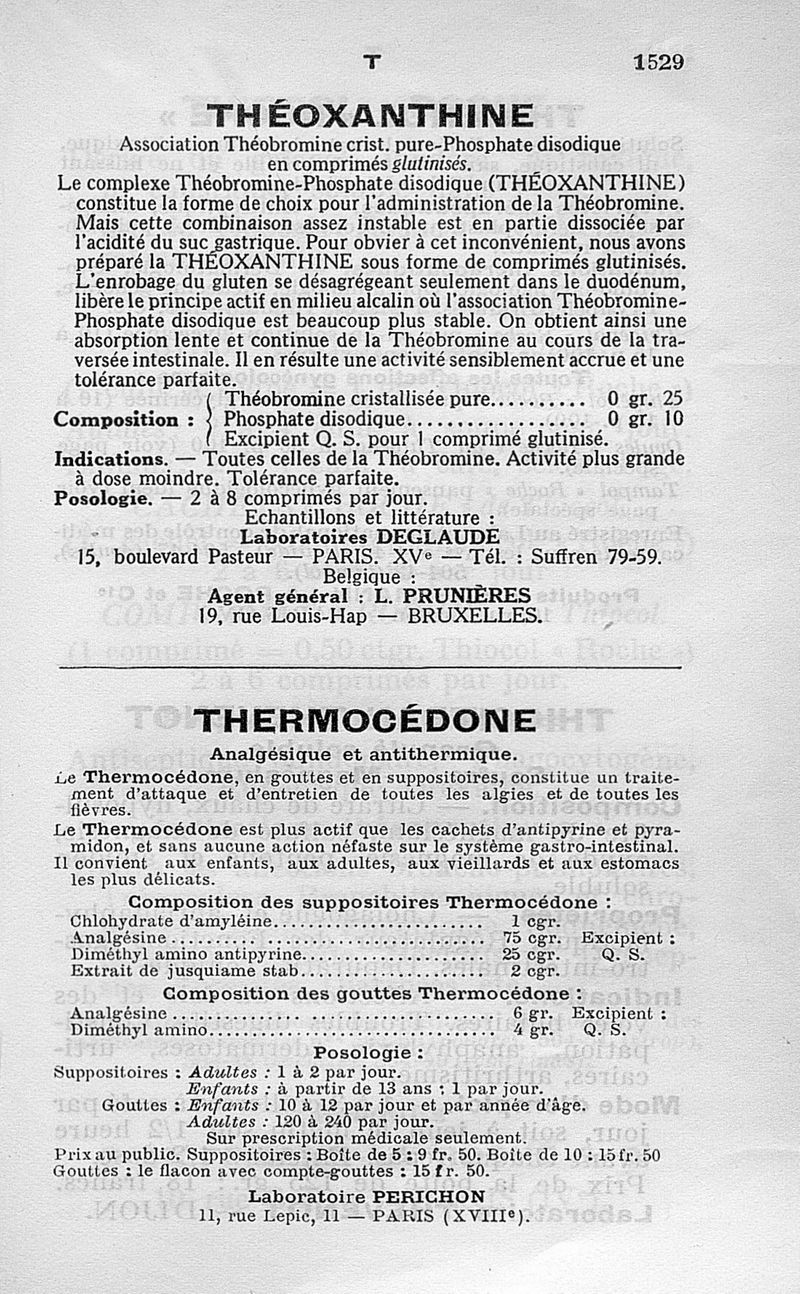 T 1529
THÉOXANTHINE
Association Théobromine crist. pure-Phosphate disodique
en comprimés glutinisés.
Le complexe Théobromine-Phosphate disodique (THÉOXANTHINE)
constitue la forme de choix pour l'administration de la Théobromine.
Mais cette combinaison assez instable est en partie dissociée par
l'acidité du suc gastrique. Pour obvier à cet inconvénient, nous avons
préparé la THÉOXANTHINE sous forme de comprimés glutinisés.
L'enrobage du gluten se désagrégeant seulement dans le duodénum,
libère le principe actif en milieu alcalin où l'association Théobromine-
Phosphate disodique est beaucoup plus stable. On obtient ainsi une
absorption lente et continue de la Théobromine au cours de la tra-
versée intestinale. Il en résulte une activité sensiblement accrue et une
tolérance parfaite.
Théobromine cristallisée pure.......... 0 gr. 25
Composition : Phosphate disodique.................. 0 gr. 10
Excipient Q. S. pour 1 comprimé glutinisé.
Indications. — Toutes celles de la Théobromine. Activité plus grande
à dose moindre. Tolérance parfaite.
Posologie. — 2 à 8 comprimés par jour.
Echantillons et littérature :
Laboratoires DEGLAUDE
15, boulevard Pasteur — PARIS. XVe — Tél. : Suffren 79-59.
Belgique :
Agent général : L. PRUNIÈRES
19, rue Louis-Hap — BRUXELLES.
THERMOCÉDONE
Analgésique et antithermique.
Le Thermocédone, en gouttes et en suppositoires, constitue un traite-
ment d'attaque et d'entretien de toutes les algies et de toutes les
fièvres.
Le Thermocédone est plus actif que les cachets d'antipyrine et pyra-
midon, et sans aucune action néfaste sur le système gastro-intestinal.
Il convient aux enfants, aux adultes, aux vieillards et aux estomacs
les plus délicats.
Composition des suppositoires Thermocédone :
Chlohydrate d'amyléine........................ 1 cgr.
Analgésine.................................... 75 cgr. Excipient :
Diméthyl amino antipyrine..................... 25 cgr. Q. S.
Extrait de jusquiame stab..................... 2 cgr.
Composition des gouttes Thermocédone :
Analgésine.................................... 6 gr. Excipient :
Diméthyl amino................................ 4 gr. Q. S.
Posologie :
Suppositoires : Adultes : 1 à 2 par jour.
Enfants : à partir de 13 ans : 1 par jour.
Gouttes : Enfants : 10 à 12 par jour et par année d'âge.
Adultes : 120 à 240 par jour.
Sur prescription médicale seulement.
Prix au public. Suppositoires : Boîte de 5 : 9 fr. 50. Boîte de 10 : 15 fr. 50
Gouttes : le flacon avec compte-gouttes : 15 fr. 50.
Laboratoire PERICHON
11, rue Lepic, 11 — PARIS (XVIIIe).